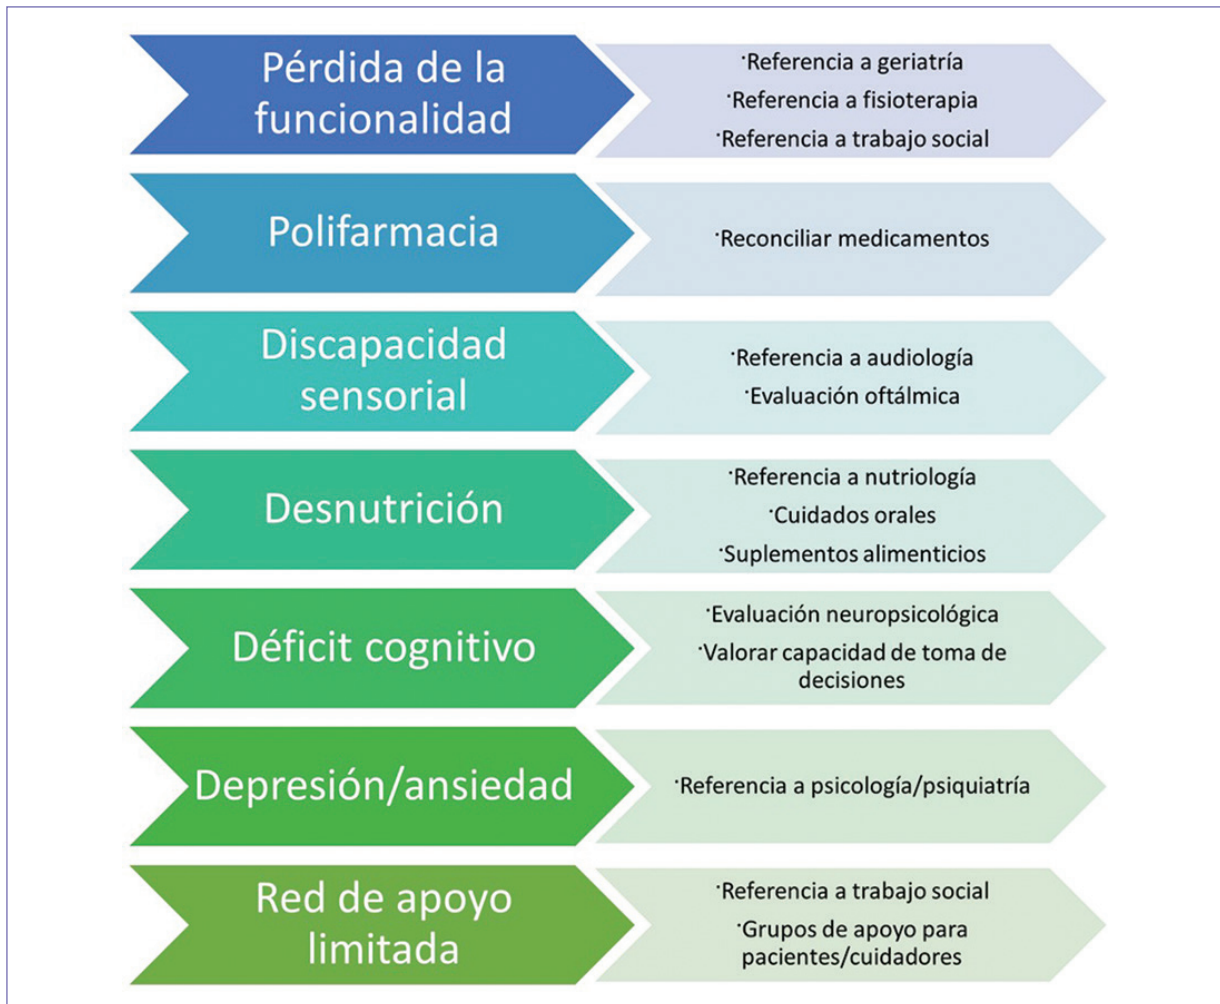 Pérdida de la
funcionalidad
·Referencia a geriatría
·Referencia a fisioterapia
·Referencia a trabajo social
Polifarmacia
·Reconciliar medicamentos
Discapacidad
sensorial
·Referencia a audiología
·Evaluación oftálmica
Desnutrición
·Referencia a nutriología
·Cuidados orales
·Suplementos alimenticios
Déficit cognitivo
·Evaluación neuropsicológica
·Valorar capacidad de toma de
decisiones
Depresión/ansiedad
·Referencia a psicología/psiquiatría
Red de apoyo
limitada
·Referencia a trabajo social
·Grupos de apoyo para
pacientes/cuidadores